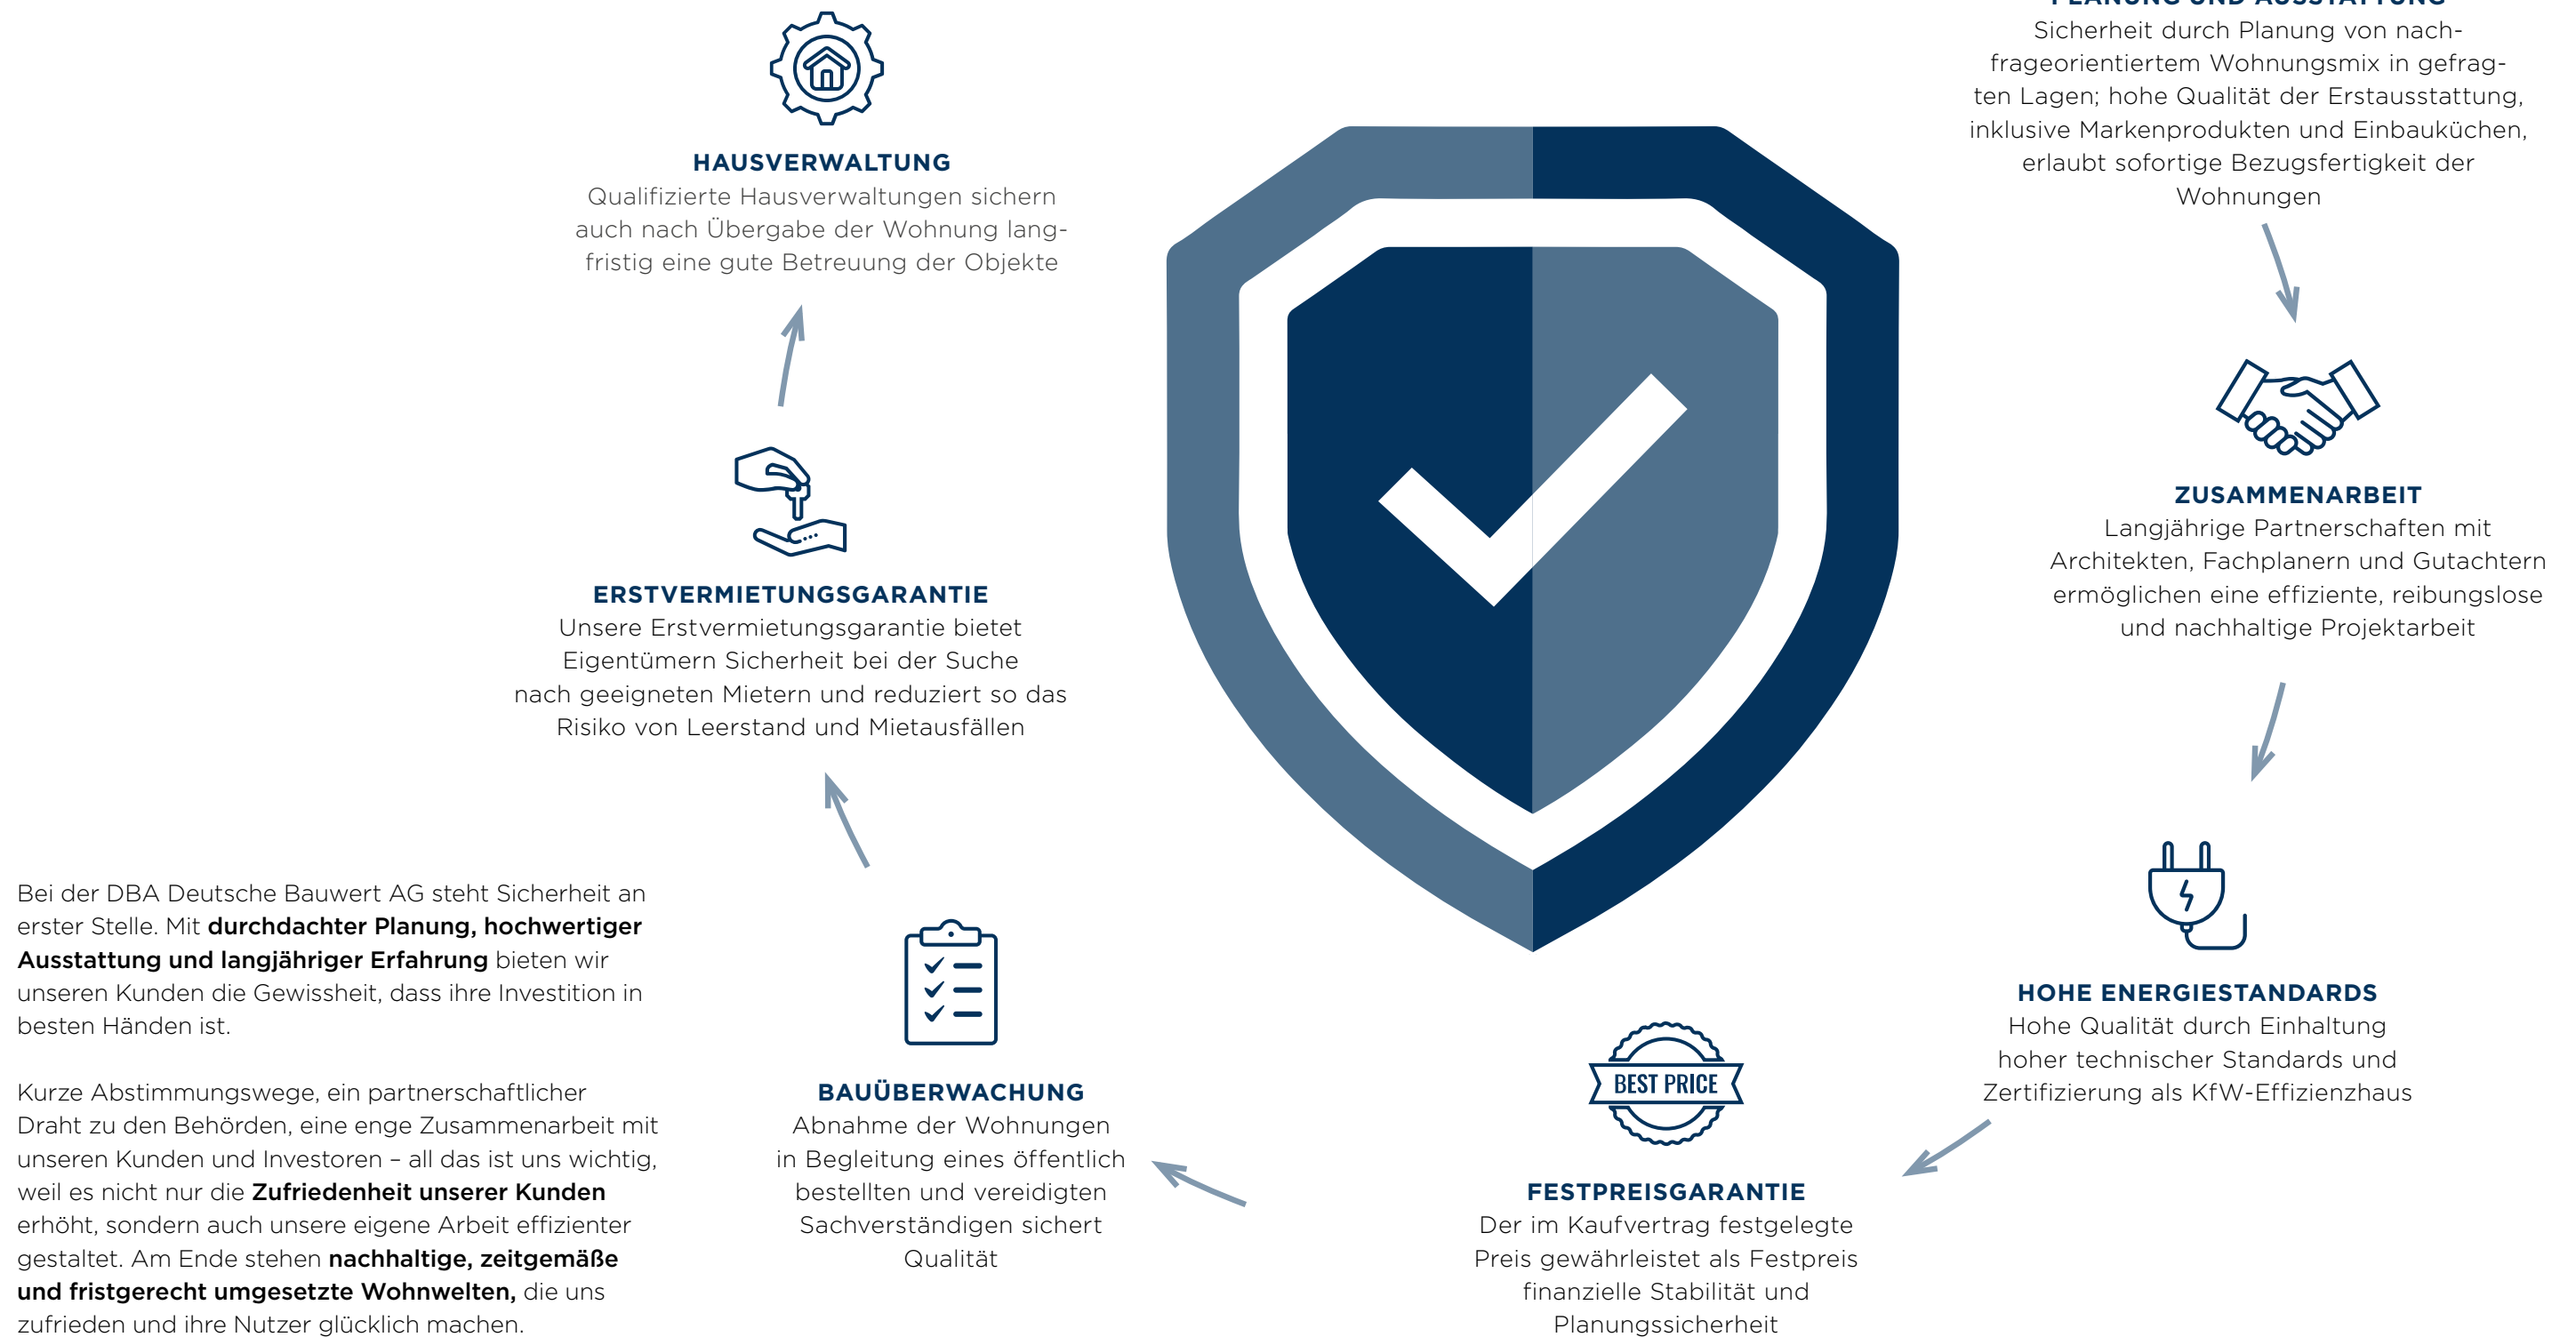 PLANUNG UND AUSSTATTUNG
Sicherheit durch Planung von nach-
frageorientiertem Wohnungsmix in gefrag-
ten Lagen; hohe Qualität der Erstausstattung,
inklusive Markenprodukten und Einbauküchen,
erlaubt sofortige Bezugsfertigkeit der
Wohnungen
ZUSAMMENARBEIT
Langjährige Partnerschaften mit
Architekten, Fachplanern und Gutachtern
ermöglichen eine effiziente, reibungslose
und nachhaltige Projektarbeit
HOHE ENERGIESTANDARDS
Hohe Qualität durch Einhaltung
hoher technischer Standards und
Zertifizierung als KfW-Effizienzhaus
BEST PRICE
FESTPREISGARANTIE
Der im Kaufvertrag festgelegte
Preis gewährleistet als Festpreis
finanzielle Stabilität und
Planungssicherheit
BAUÜBERWACHUNG
Abnahme der Wohnungen
in Begleitung eines öffentlich
bestellten und vereidigten
Sachverständigen sichert
Qualität
ERSTVERMIETUNGSGARANTIE
Unsere Erstvermietungsgarantie bietet
Eigentümern Sicherheit bei der Suche
nach geeigneten Mietern und reduziert so das
Risiko von Leerstand und Mietausfällen
HAUSVERWALTUNG
Qualifizierte Hausverwaltungen sichern
auch nach Übergabe der Wohnung lang-
fristig eine gute Betreuung der Objekte
Bei der DBA Deutsche Bauwert AG steht Sicherheit an
erster Stelle. Mit durchdachter Planung, hochwertiger
Ausstattung und langjähriger Erfahrung bieten wir
unseren Kunden die Gewissheit, dass ihre Investition in
besten Händen ist.
Kurze Abstimmungswege, ein partnerschaftlicher
Draht zu den Behörden, eine enge Zusammenarbeit mit
unseren Kunden und Investoren – all das ist uns wichtig,
weil es nicht nur die Zufriedenheit unserer Kunden
erhöht, sondern auch unsere eigene Arbeit effizienter
gestaltet. Am Ende stehen nachhaltige, zeitgemäße
und fristgerecht umgesetzte Wohnwelten, die uns
zufrieden und ihre Nutzer glücklich machen.